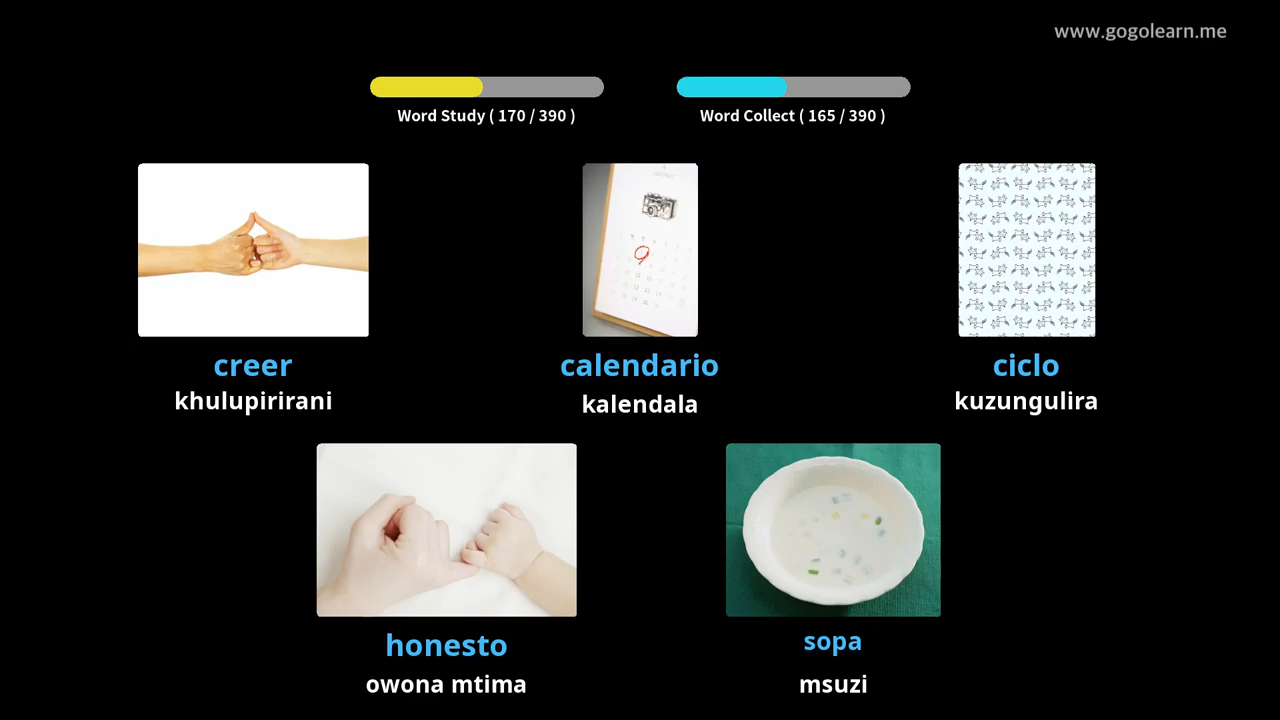 www.gogolearn.me
Word Study ( 170 / 390 )
Word Collect ( 165 / 390 )
creer
khulupirirani
calendario
kalendala
ciclo
kuzungulira
honesto
owona mtima
sopa
msuzi